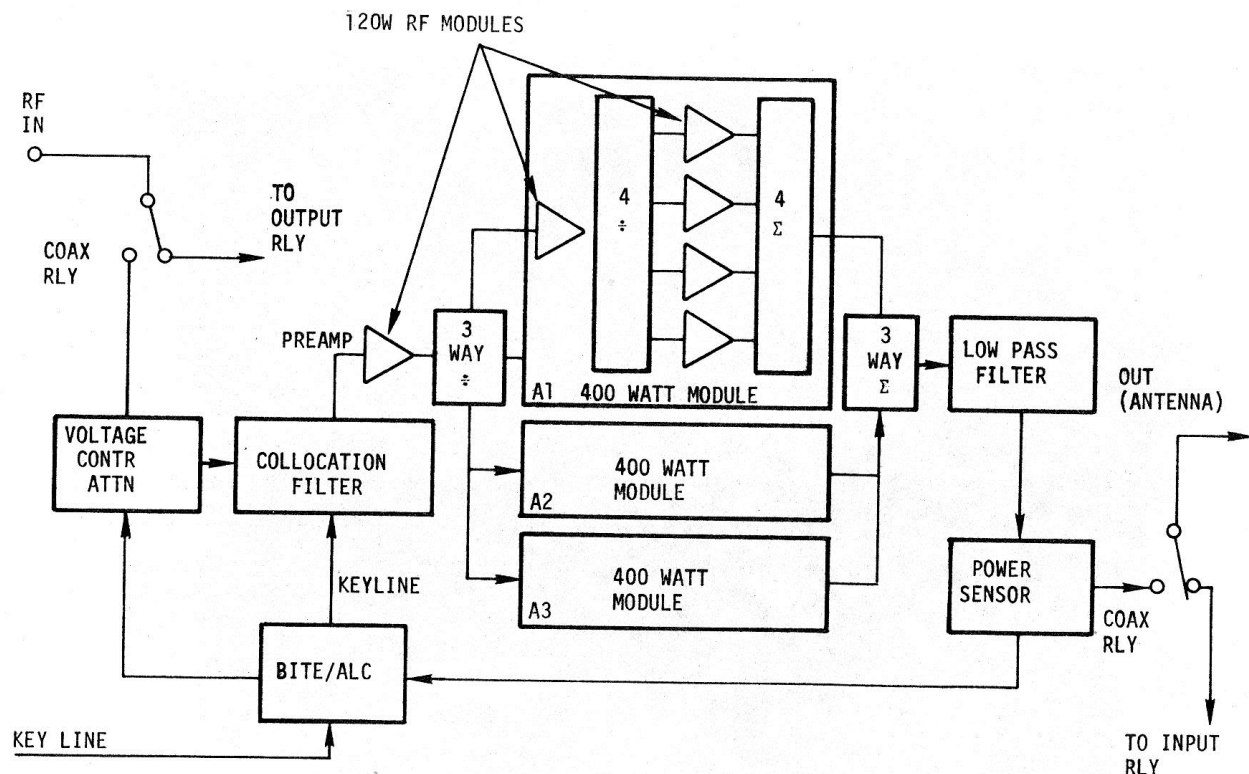 120W RF MODULES
RF
IN
TO
OUTPUT
RLY
COAX
RLY
4
÷
4
Σ
PREAMP
3
WAY
÷
3
WAY
Σ
LOW PASS
FILTER
A1 400 WATT MODULE
OUT
(ANTENNA)
VOLTAGE
CONTR
ATTN
COLLOCATION
FILTER
400 WATT
MODULE
A2
400 WATT
MODULE
A3
POWER
SENSOR
COAX
RLY
KEYLINE
BITE/ALC
KEY LINE
TO INPUT
RLY